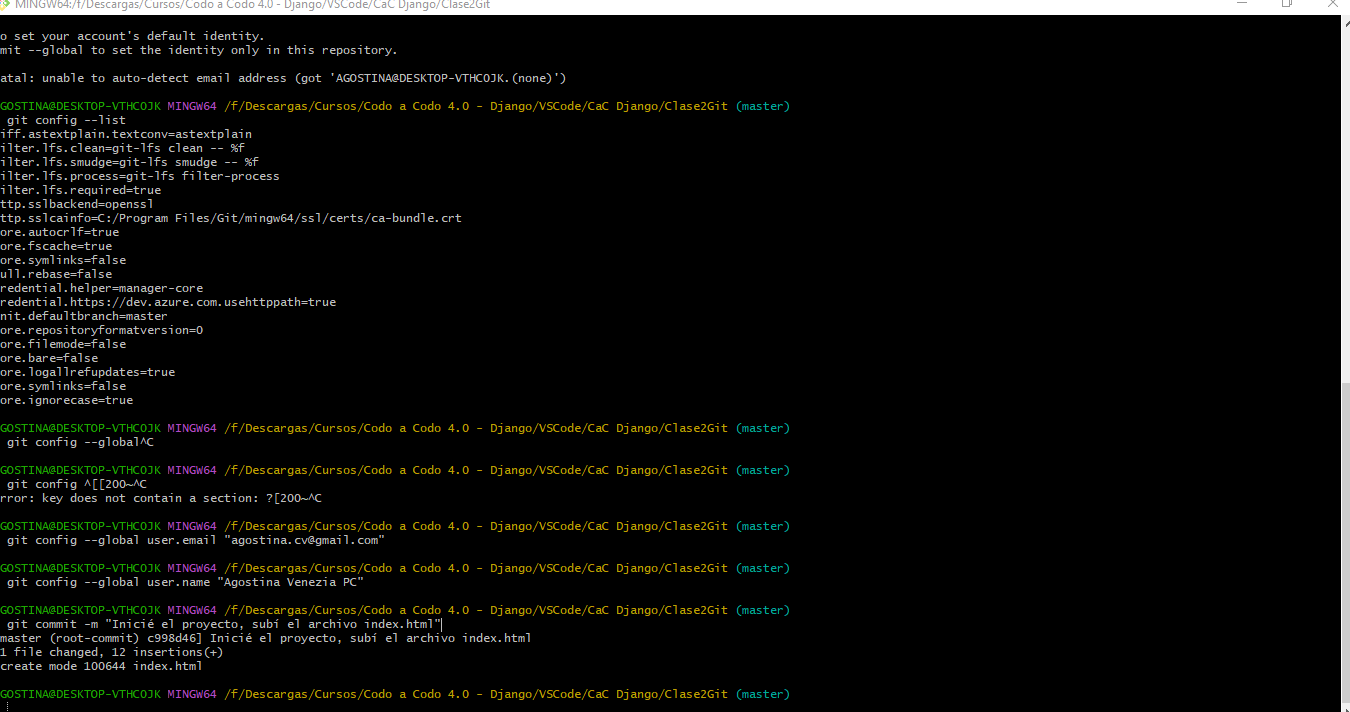 MINGW64:/f/Descargas/Cursos/Codo a Codo 4.0 - Django/VSCode/CaC Django/Clase2Git
o set your account's default identity.
mit --global to set the identity only in this repository.
atal: unable to auto-detect email address (got 'AGOSTINA@DESKTOP-VTHCOJK.(none)')
GOSTINA@DESKTOP-VTHCOJK MINGW64 /f/Descargas/Cursos/Codo a Codo 4.0 - Django/VSCode/CaC Django/Clase2Git (master)
git config --list
iff.astextplain.textconv=astextplain
ilter.lfs.clean=git-lfs clean -- %f
ilter.lfs.smudge=git-lfs smudge -- %f
ilter.lfs.process=git-lfs filter-process
ilter.lfs.required=true
ttp.sslbackend=openssl
ttp.sslcainfo=C:/Program Files/Git/mingw64/ssl/certs/ca-bundle.crt
ore.autocrlf=true
ore.fscache=true
ore.symlinks=false
ull.rebase=false
redential.helper=manager-core
redential.https://dev.azure.com.usehttppath=true
nit.defaultbranch=master
ore.repositoryformatversion=0
ore.filemode=false
ore.bare=false
ore.logallrefupdates=true
ore.symlinks=false
ore.ignorecase=true
GOSTINA@DESKTOP-VTHCOJK MINGW64 /f/Descargas/Cursos/Codo a Codo 4.0 - Django/VSCode/CaC Django/Clase2Git (master)
git config --global^C
GOSTINA@DESKTOP-VTHCOJK MINGW64 /f/Descargas/Cursos/Codo a Codo 4.0 - Django/VSCode/CaC Django/Clase2Git (master)
git config ^[[200~^C
rror: key does not contain a section: ?[200~^C
GOSTINA@DESKTOP-VTHCOJK MINGW64 /f/Descargas/Cursos/Codo a Codo 4.0 - Django/VSCode/CaC Django/Clase2Git (master)
git config --global user.email "agostina.cv@gmail.com"
GOSTINA@DESKTOP-VTHCOJK MINGW64 /f/Descargas/Cursos/Codo a Codo 4.0 - Django/VSCode/CaC Django/Clase2Git (master)
git config --global user.name "Agostina Venezia PC"
GOSTINA@DESKTOP-VTHCOJK MINGW64 /f/Descargas/Cursos/Codo a Codo 4.0 - Django/VSCode/CaC Django/Clase2Git (master)
git commit -m "Inicié el proyecto, subí el archivo index.html"
master (root-commit) c998d46] Inicié el proyecto, subí el archivo index.html
1 file changed, 12 insertions(+)
create mode 100644 index.html
GOSTINA@DESKTOP-VTHCOJK MINGW64 /f/Descargas/Cursos/Codo a Codo 4.0 - Django/VSCode/CaC Django/Clase2Git (master)